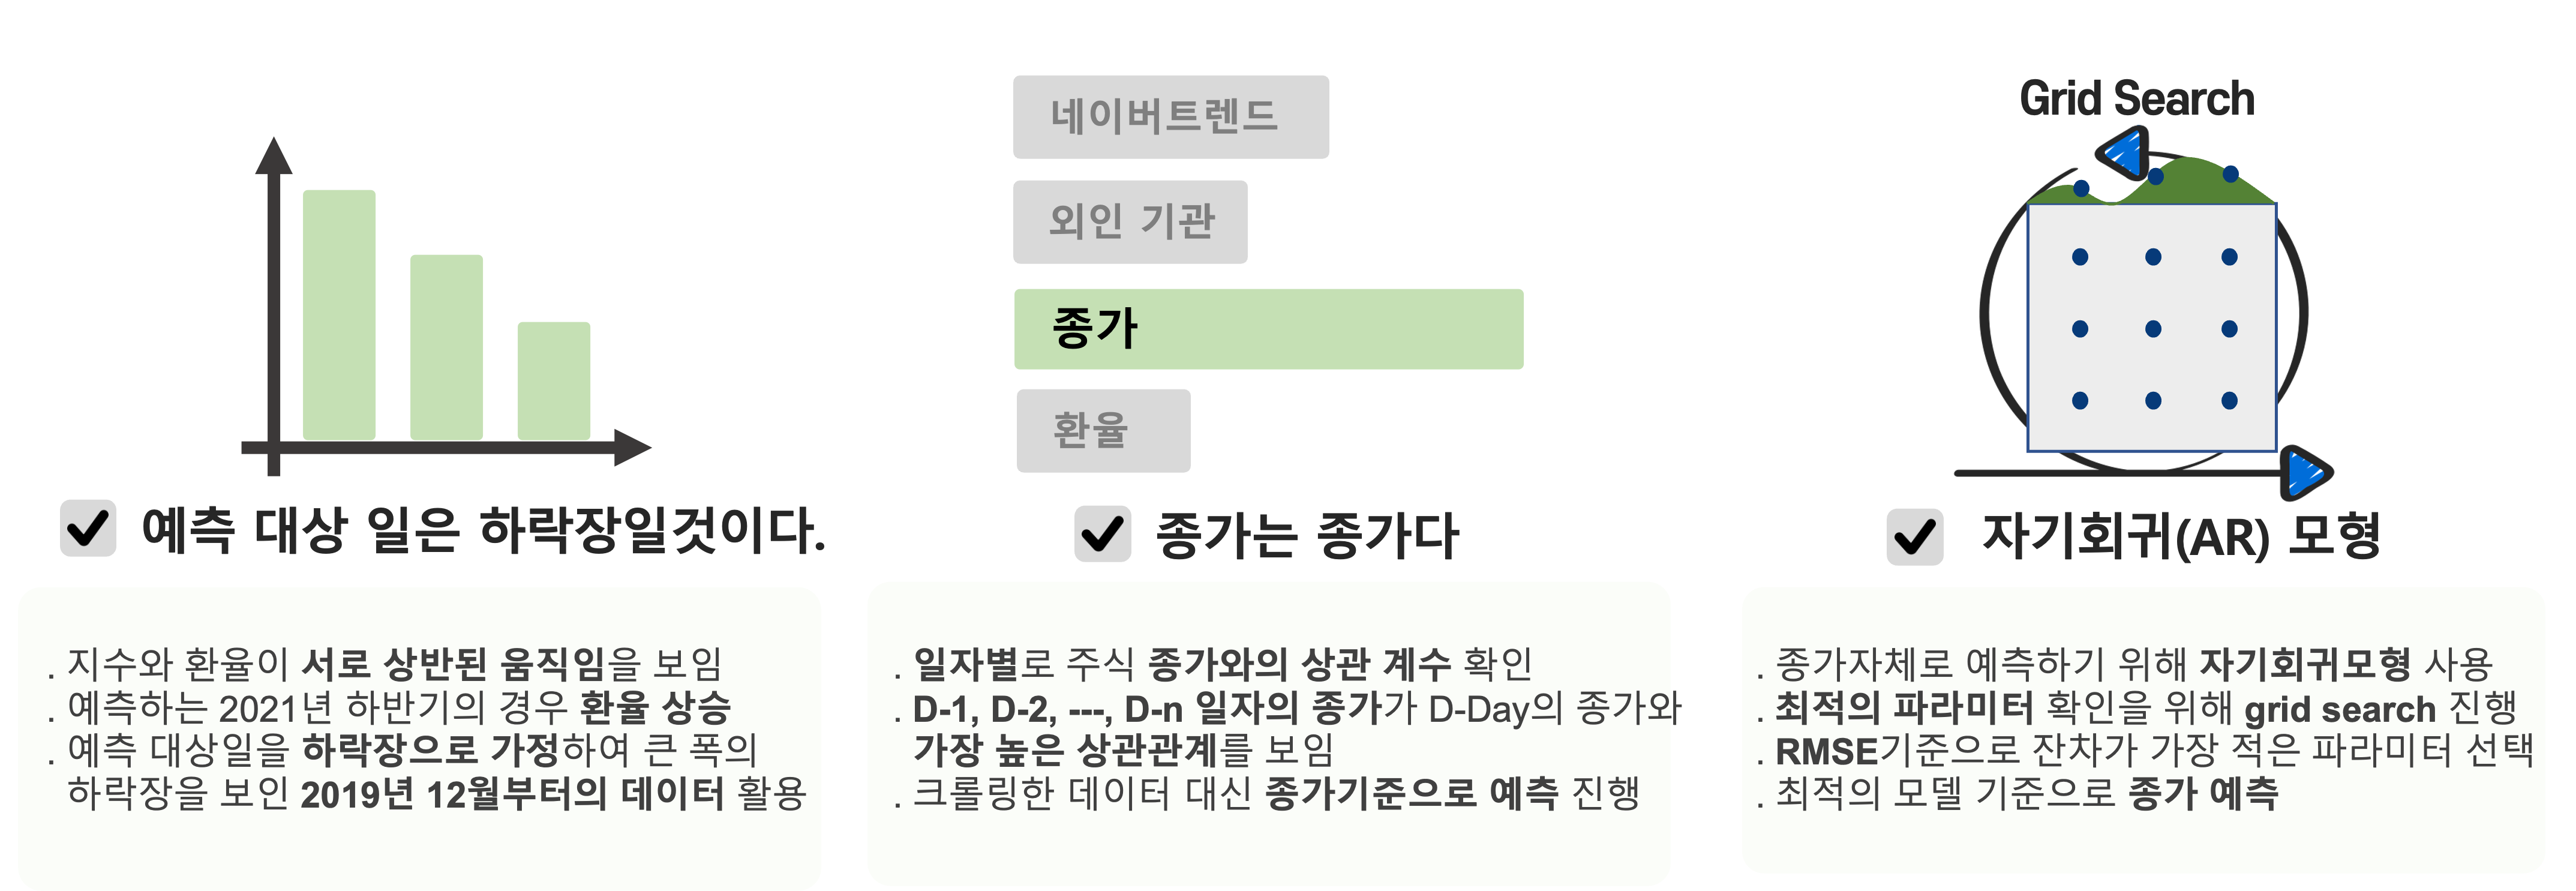 네이버트렌드
외인 기관
종가
환율
Grid Search
예측 대상 일은 하락장일것이다.
. 지수와 환율이 서로 상반된 움직임을 보임
. 예측하는 2021년 하반기의 경우 환율 상승
. 예측 대상일을 하락장으로 가정하여 큰 폭의
하락장을 보인 2019년 12월부터의 데이터 활용
종가는 종가다
. 일자별로 주식 종가와의 상관 계수 확인
. D-1, D-2, ---, D-n 일자의 종가가 D-Day의 종가와
가장 높은 상관관계를 보임
. 크롤링한 데이터 대신 종가기준으로 예측 진행
자기회귀(AR) 모형
. 종가자체로 예측하기 위해 자기회귀모형 사용
. 최적의 파라미터 확인을 위해 grid search 진행
. RMSE기준으로 잔차가 가장 적은 파라미터 선택
. 최적의 모델 기준으로 종가 예측